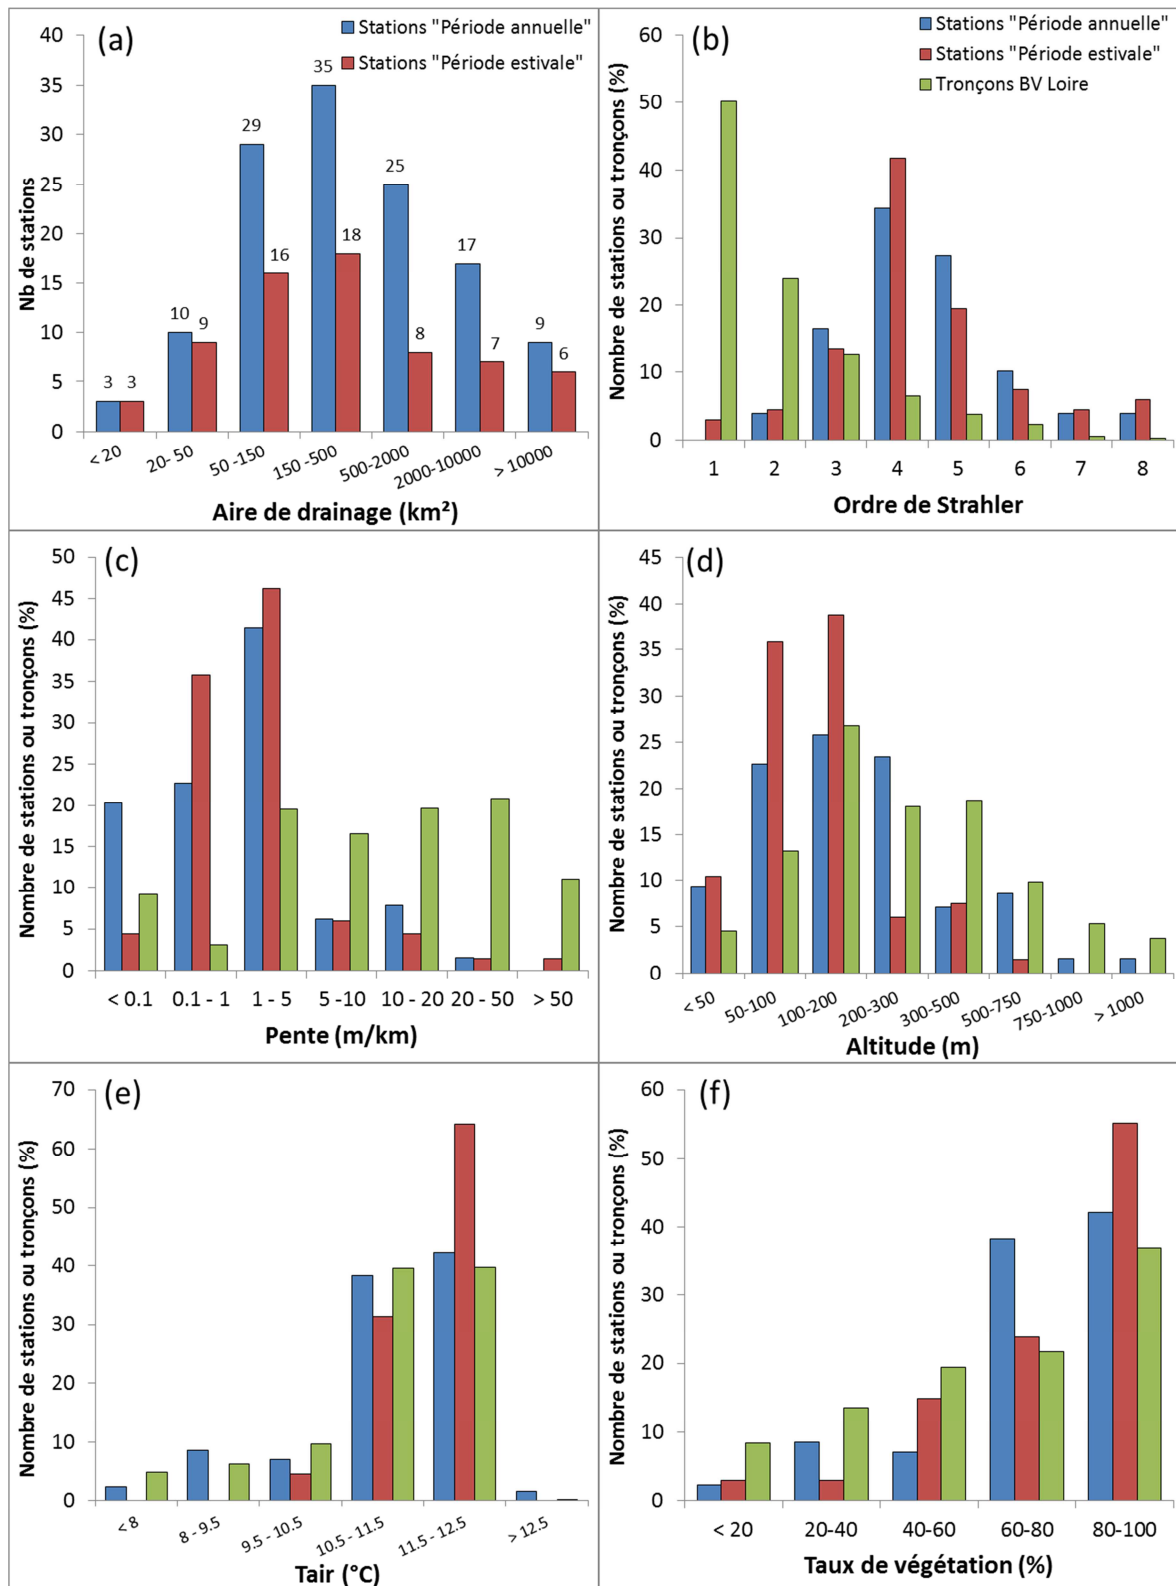 (a)
Stations "Période annuelle"
Stations "Période estivale"
Nb de stations
40
35
30
25
20
15
10
5
0
3
3
10
9
29
16
35
18
25
8
17
7
9
6
< 20
20- 50
50 -150
150 -500
500-2000
2000-10000
> 10000
Aire de drainage (km²)
(b)
Stations "Période annuelle"
Stations "Période estivale"
Tronçons BV Loire
Nombre de stations ou tronçons (%)
60
50
40
30
20
10
0
1 2 3 4 5 6 7 8
Ordre de Strahler
(c)
Nombre de stations ou tronçons (%)
50
45
40
35
30
25
20
15
10
5
0
< 0.1
0.1 - 1
1 - 5
5 -10
10 - 20
20 - 50
> 50
Pente (m/km)
(d)
Nombre de stations ou tronçons (%)
45
40
35
30
25
20
15
10
5
0
< 50
50-100
100-200
200-300
300-500
500-750
750-1000
> 1000
Altitude (m)
(e)
Nombre de stations ou tronçons (%)
70
60
50
40
30
20
10
0
< 8
8 - 9.5
9.5 - 10.5
10.5 - 11.5
11.5 - 12.5
> 12.5
Tair (°C)
(f)
Nombre de stations ou tronçons (%)
60
50
40
30
20
10
0
< 20
20-40
40-60
60-80
80-100
Taux de végétation (%)